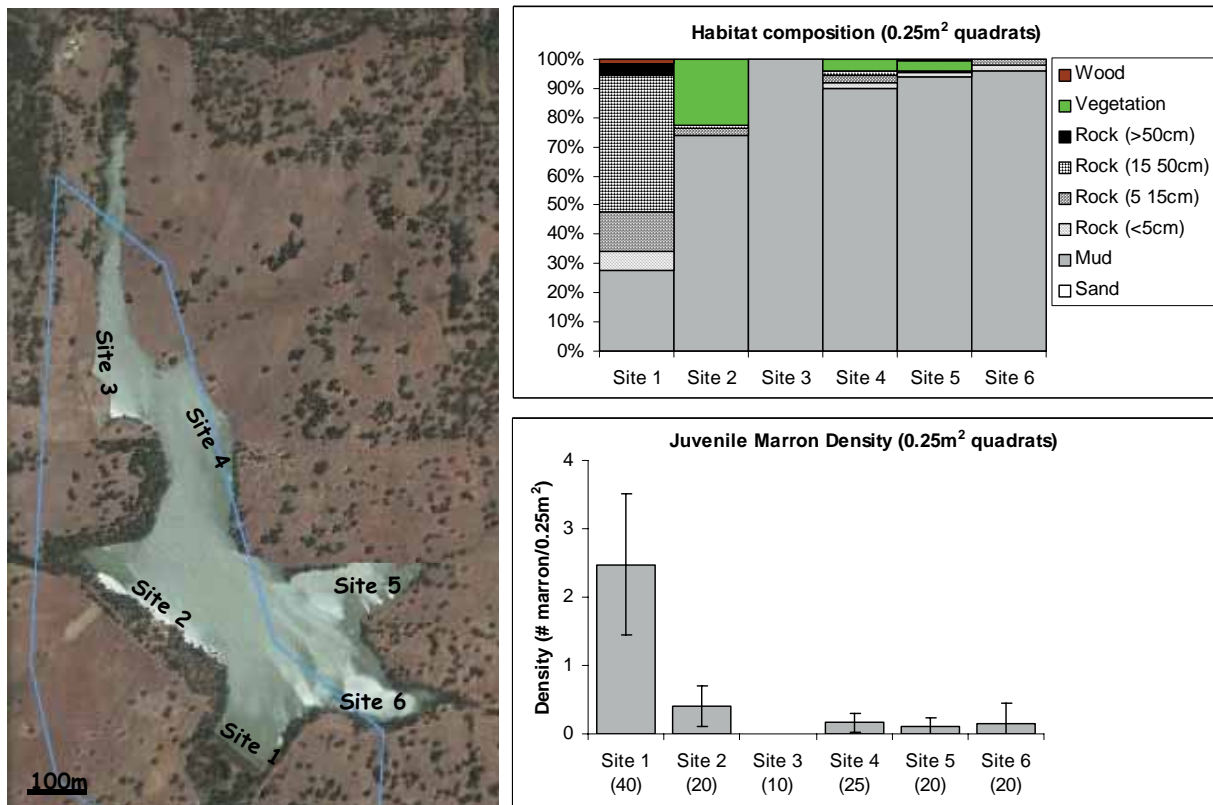 Site 3
Site 4
Site 5
Site 2
Site 6
Site 1
100m
Habitat composition (0.25m² quadrats)
100%
90%
80%
70%
60%
50%
40%
30%
20%
10%
0%
Site 1 Site 2 Site 3 Site 4 Site 5 Site 6
Wood
Vegetation
Rock (>50cm)
Rock (15 50cm)
Rock (5 15cm)
Rock (<5cm)
Mud
Sand
Juvenile Marron Density (0.25m² quadrats)
Density (# marron/0.25m²)
4
3
2
1
0
Site 1 Site 2 Site 3 Site 4 Site 5 Site 6
(40) (20) (10) (25) (20) (20)